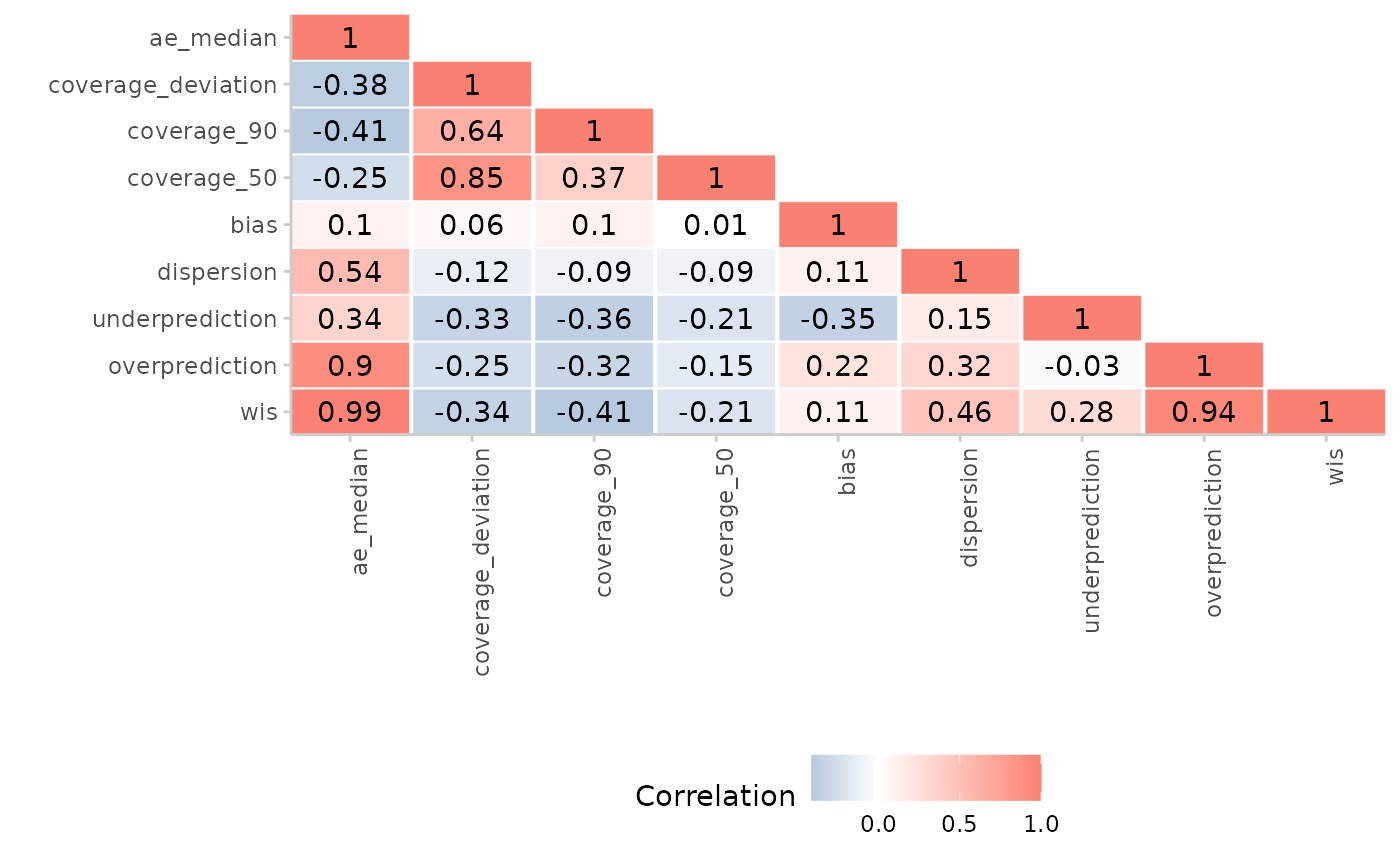 ae_median 1
coverage_deviation -0.38 1
coverage_90 -0.41 0.64 1
coverage_50 -0.25 0.85 0.37 1
bias 0.1 0.06 0.1 0.01 1
dispersion 0.54 -0.12 -0.09 -0.09 0.11 1
underprediction 0.34 -0.33 -0.36 -0.21 -0.35 0.15 1
overprediction 0.9 -0.25 -0.32 -0.15 0.22 0.32 -0.03 1
wis 0.99 -0.34 -0.41 -0.21 0.11 0.46 0.28 0.94 1
ae_median
coverage_deviation
coverage_90
coverage_50
bias
dispersion
underprediction
overprediction
wis
Correlation
0.0 0.5 1.0